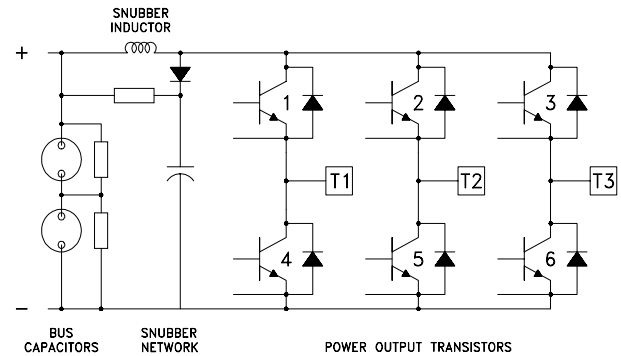 SNUBBER
INDUCTOR
+
1
2
3
T1
T2
T3
4
5
6
−
BUS
CAPACITORS
SNUBBER
NETWORK
POWER OUTPUT TRANSISTORS